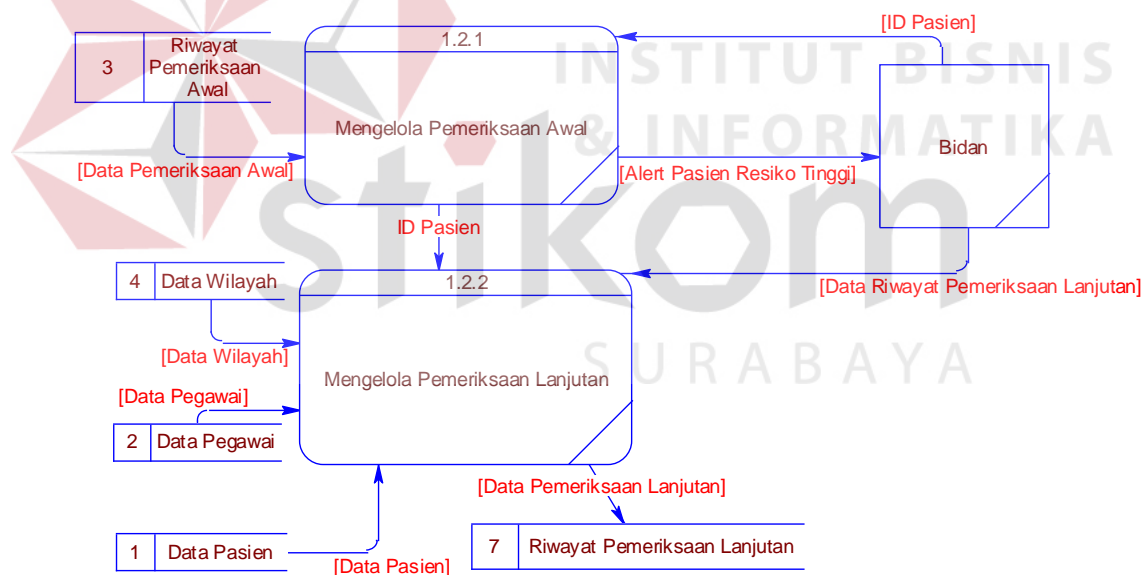 [ID Pasien]
3
Riwayat
Pemeriksaan
Awal
1.2.1
INSTITUT BISNIS
& INFORMATIKA
Mengelola Pemeriksaan Awal
Bidan
[Data Pemeriksaan Awal]
[Alert Pasien Resiko Tinggi]
stikom
ID Pasien
4
Data Wilayah
1.2.2
[Data Riwayat Pemeriksaan Lanjutan]
[Data Wilayah]
SURABAYA
Mengelola Pemeriksaan Lanjutan
[Data Pegawai]
2
Data Pegawai
[Data Pemeriksaan Lanjutan]
1
Data Pasien
7
Riwayat Pemeriksaan Lanjutan
[Data Pasien]